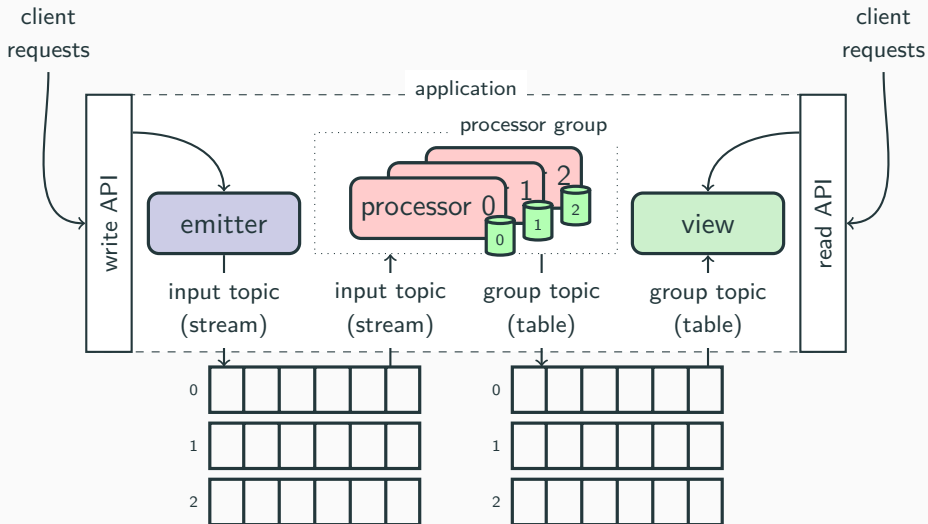 client
requests
client
requests
application
processor group
write API
emitter
processor 0
1
2
0
1
2
view
read API
input topic
(stream)
input topic
(stream)
group topic
(table)
group topic
(table)
0
0
1
1
2
2